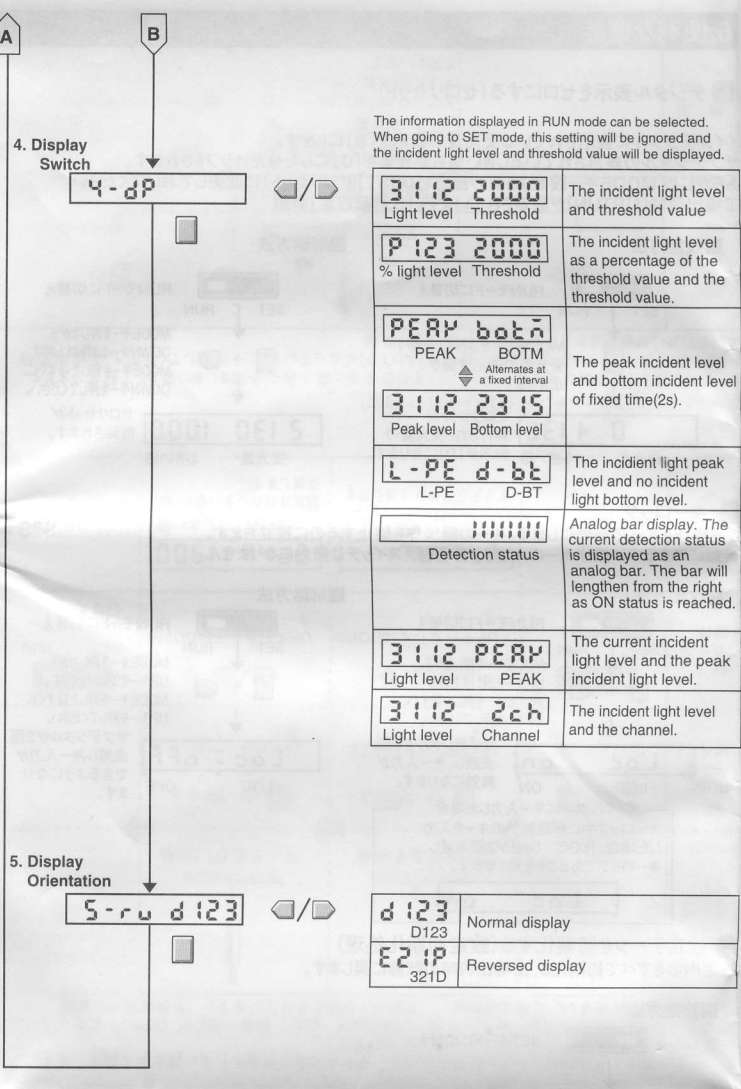 A
B
The information displayed in RUN mode can be selected.
When going to SET mode, this setting will be ignored and
the incident light level and threshold value will be displayed.
4. Display
Switch
4-dP
3112 2000
Light level Threshold
The incident light level
and threshold value
P123 2000
% light level Threshold
The incident light level
as a percentage of the
threshold value and the
threshold value.
PEAK botm
PEAK BOTM
Alternates at
a fixed interval
3112 2315
Peak level Bottom level
The peak incident level
and bottom incident level
of fixed time(2s).
L-PE d-bt
L-PE D-BT
The incidient light peak
level and no incident
light bottom level.
Detection status
Analog bar display. The
current detection status
is displayed as an
analog bar. The bar will
lengthen from the right
as ON status is reached.
3112 PEAK
Light level PEAK
The current incident
light level and the peak
incident light level.
3112 2ch
Light level Channel
The incident light level
and the channel.
5. Display
Orientation
5-ru d123
d123
D123
Normal display
321D
Reversed display